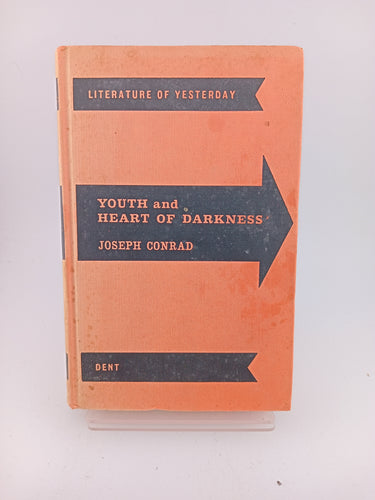 LITERATURE OF YESTERDAY
YOUTH and
HEART OF DARKNESS
JOSEPH CONRAD
DENT